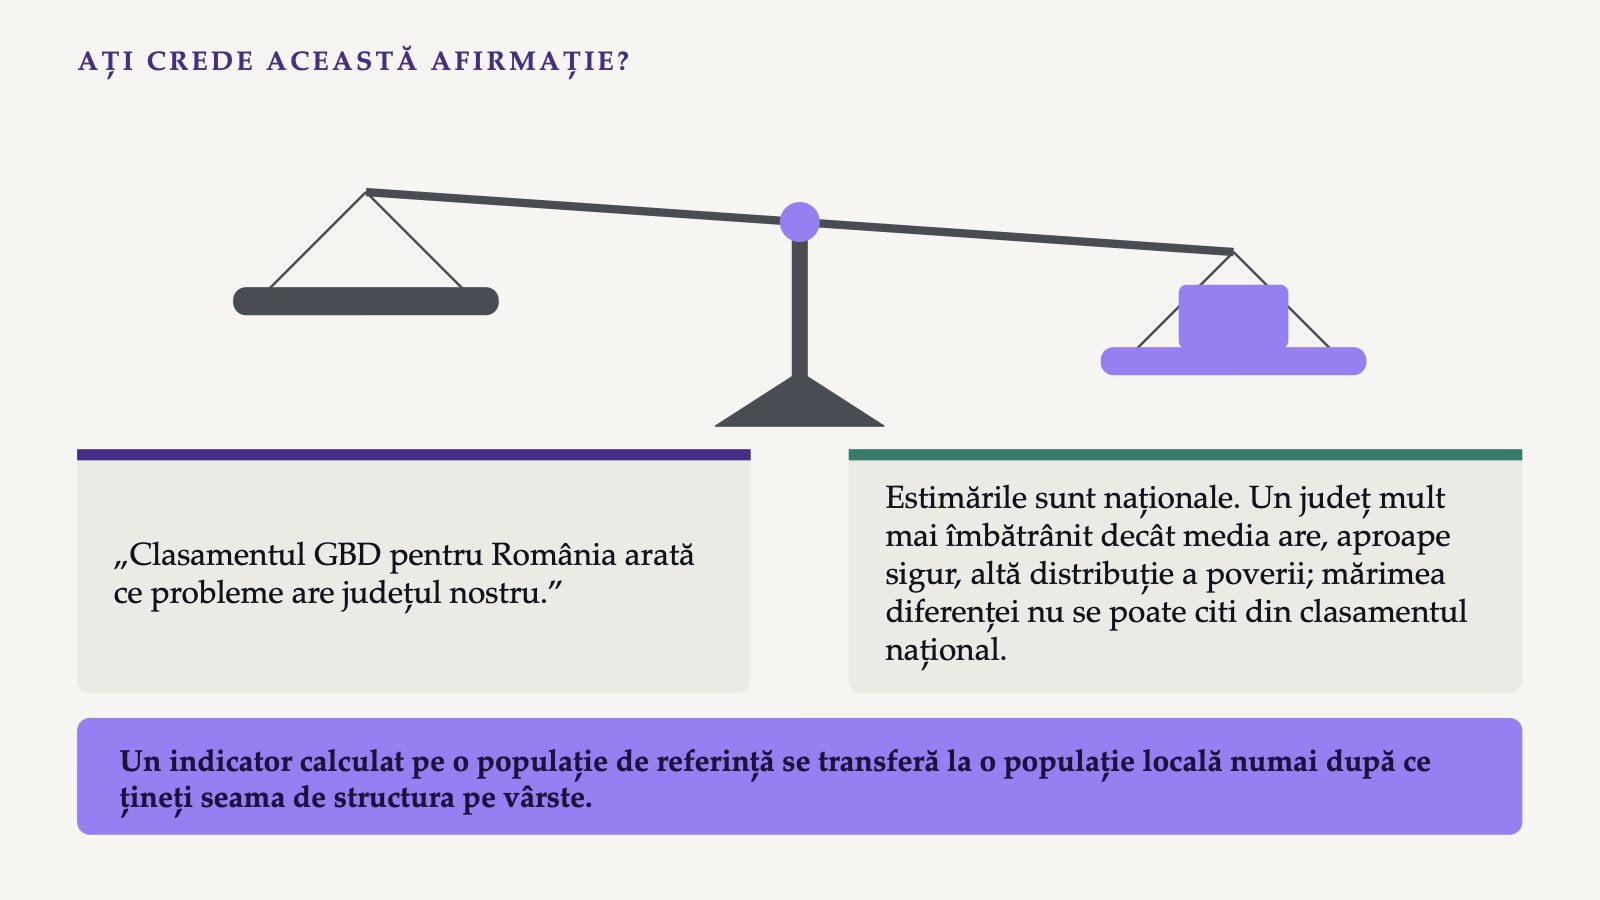 AȚI CREDE ACEASTĂ AFIRMAȚIE?
„Clasamentul GBD pentru România arată
ce probleme are județul nostru.”
Estimările sunt naționale. Un județ mult
mai îmbătrânit decât media are, aproape
sigur, altă distribuție a poverii; mărimea
diferenței nu se poate citi din clasamentul
național.
Un indicator calculat pe o populație de referință se transferă la o populație locală numai după ce
țineți seama de structura pe vârste.